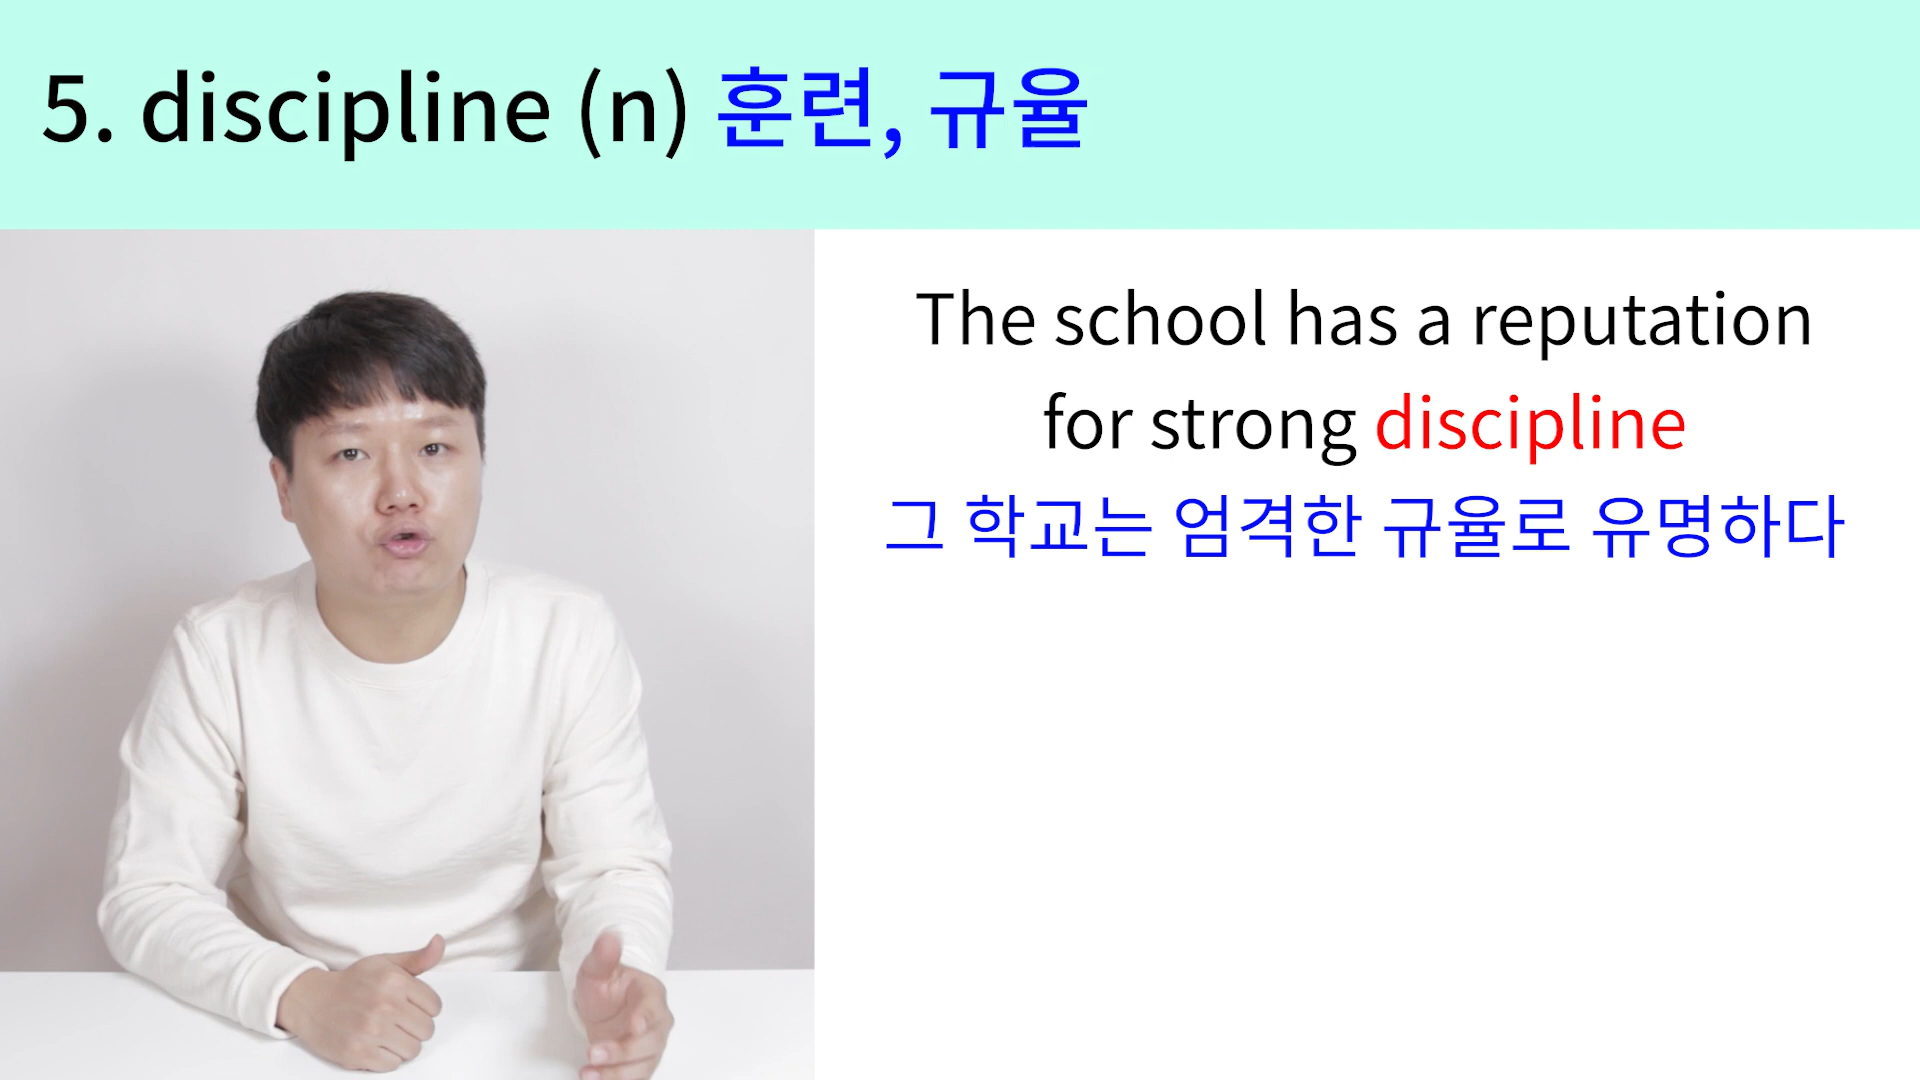 5. discipline (n) 훈련, 규율
The school has a reputation
for strong discipline
그 학교는 엄격한 규율로 유명하다